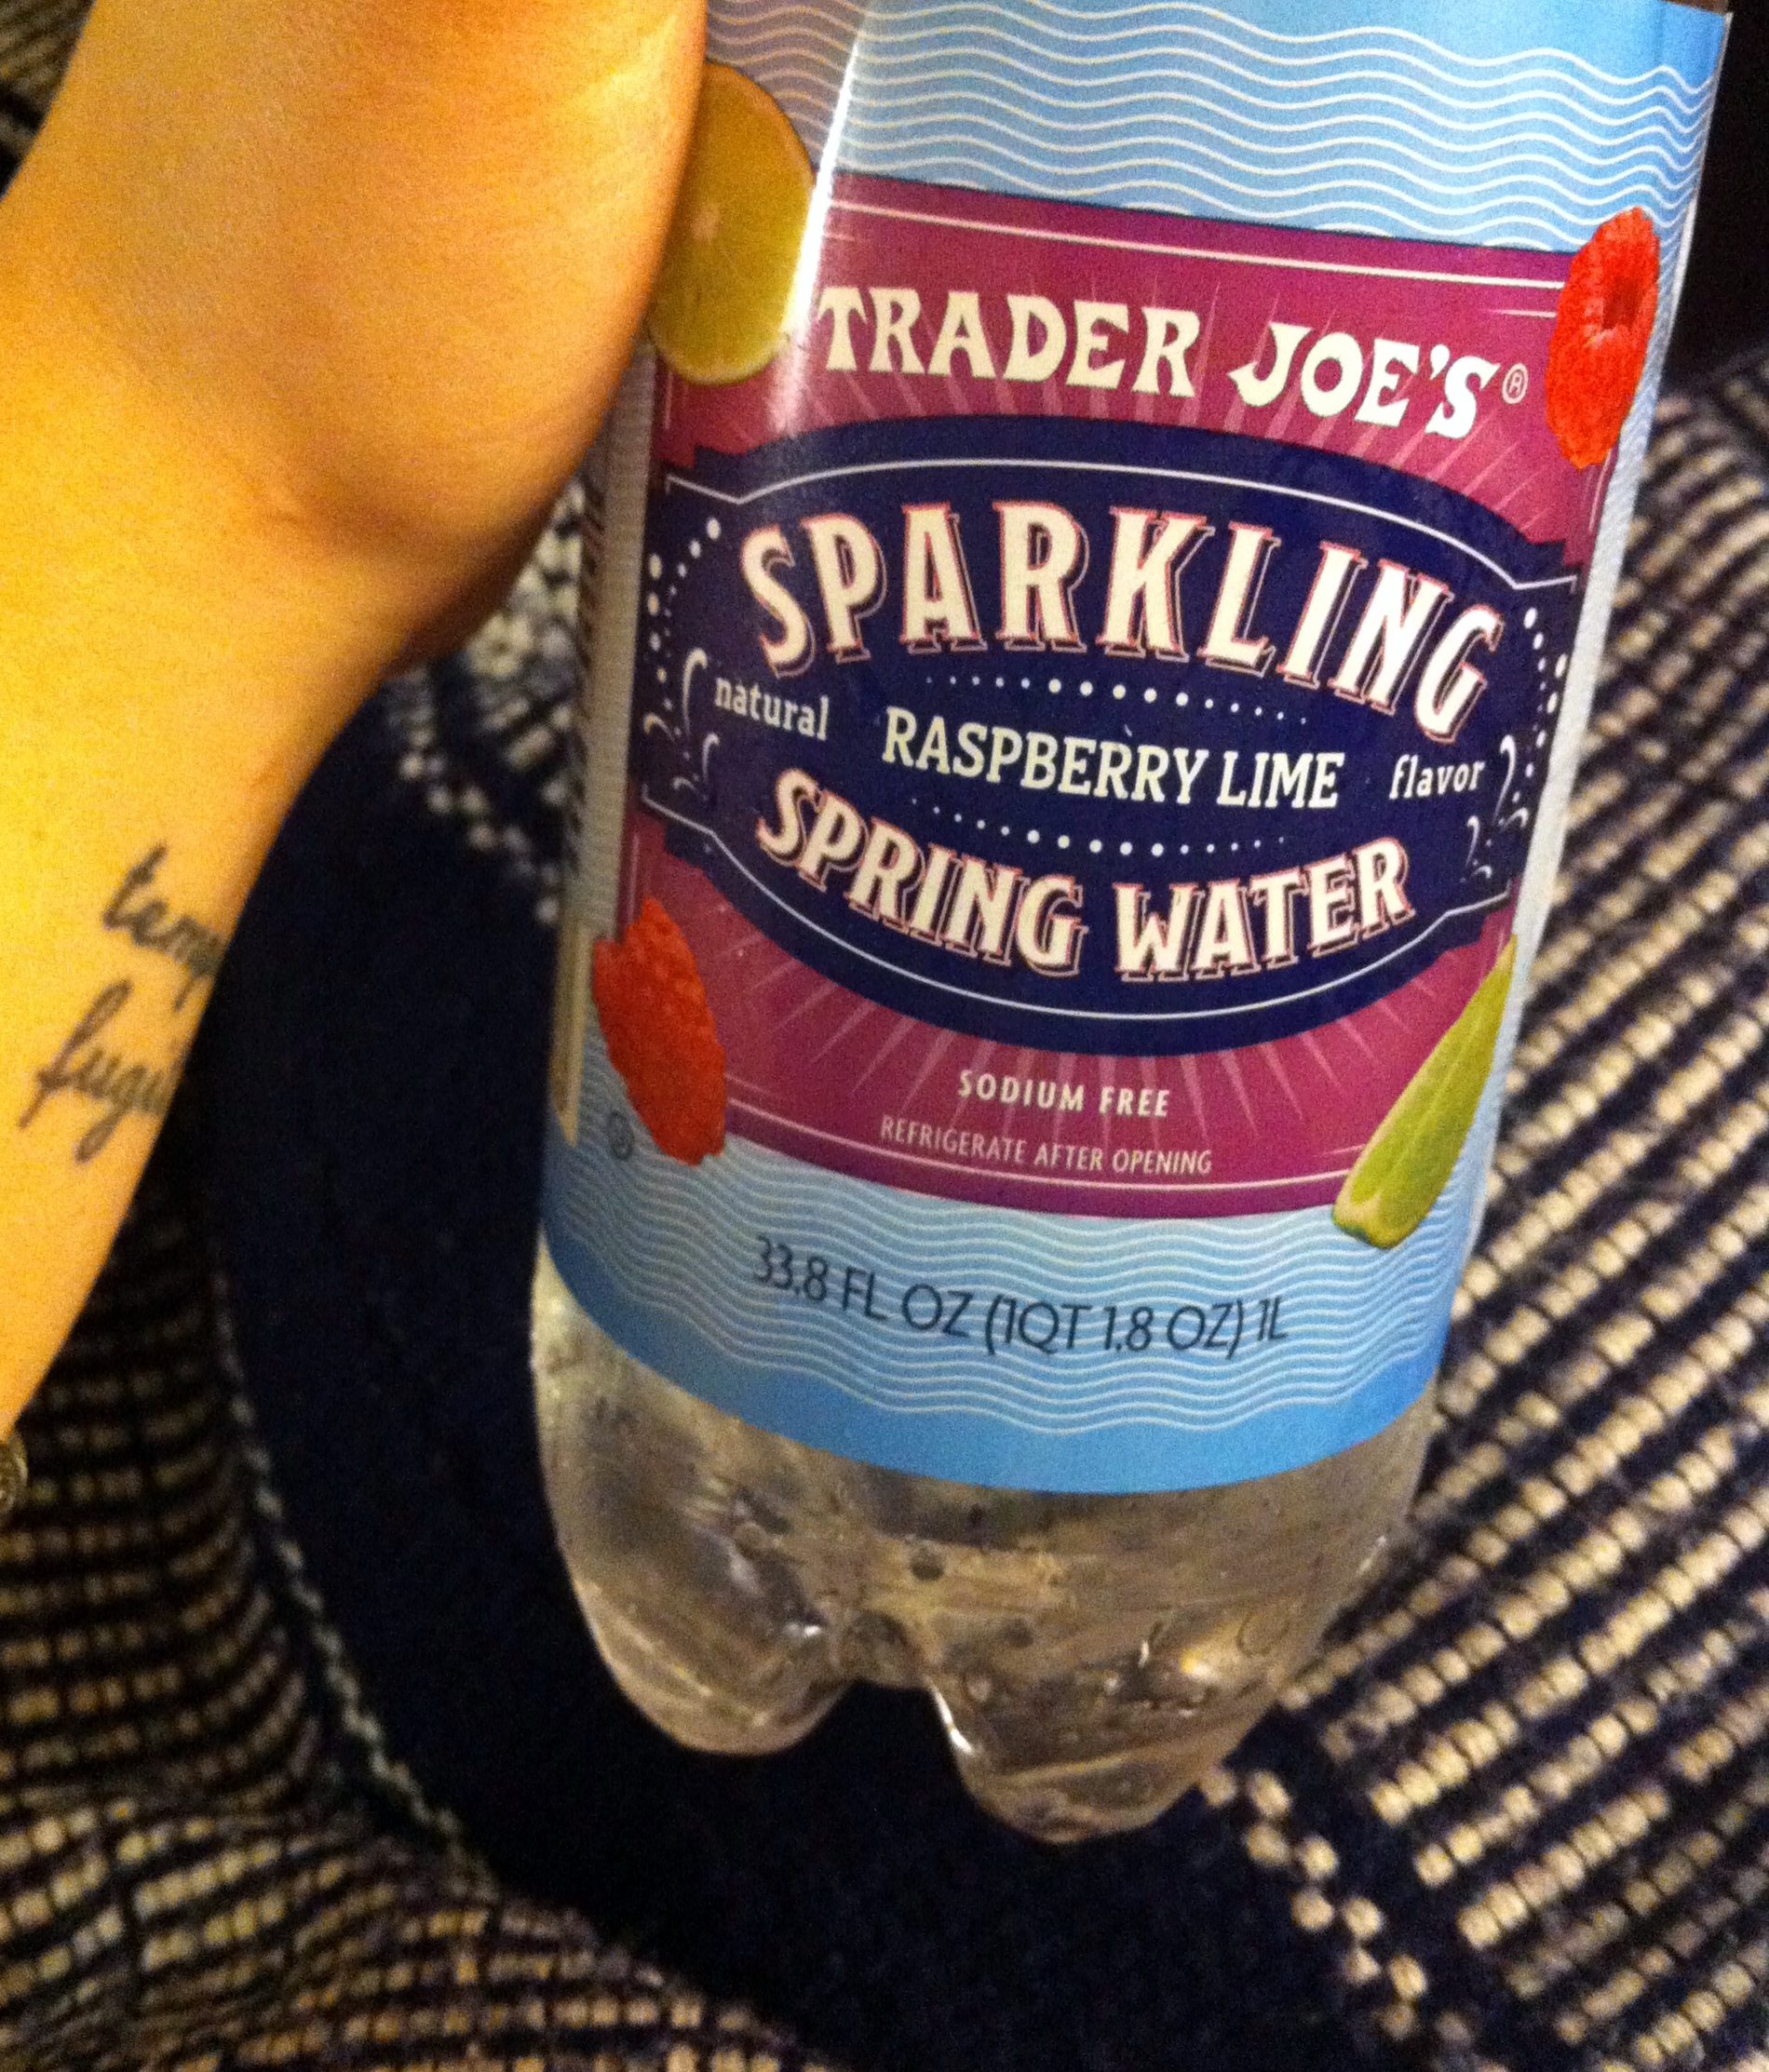 TRADER JOE'S®
SPARKLING
natural RASPBERRY LIME flavor
SPRING WATER
SODIUM FREE
REFRIGERATE AFTER OPENING
33.8 FL OZ (1QT 1.8 OZ) 1L